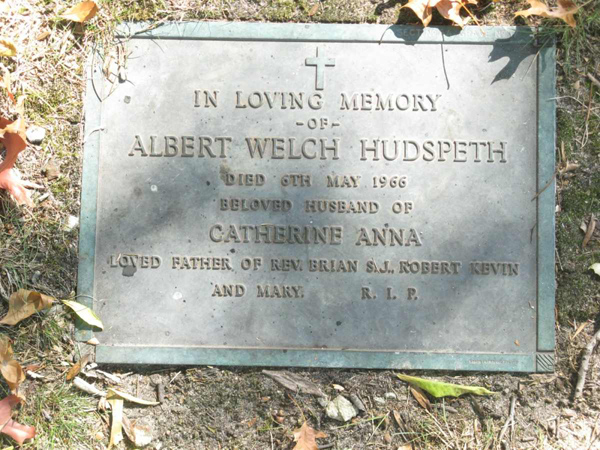 IN LOVING MEMORY
-OF-
ALBERT WELCH HUDSPETH
DIED 6TH MAY 1966
BELOVED HUSBAND OF
CATHERINE ANNA
LOVED FATHER OF REV. BRIAN S.J., ROBERT KEVIN
AND MARY. R. I. P.